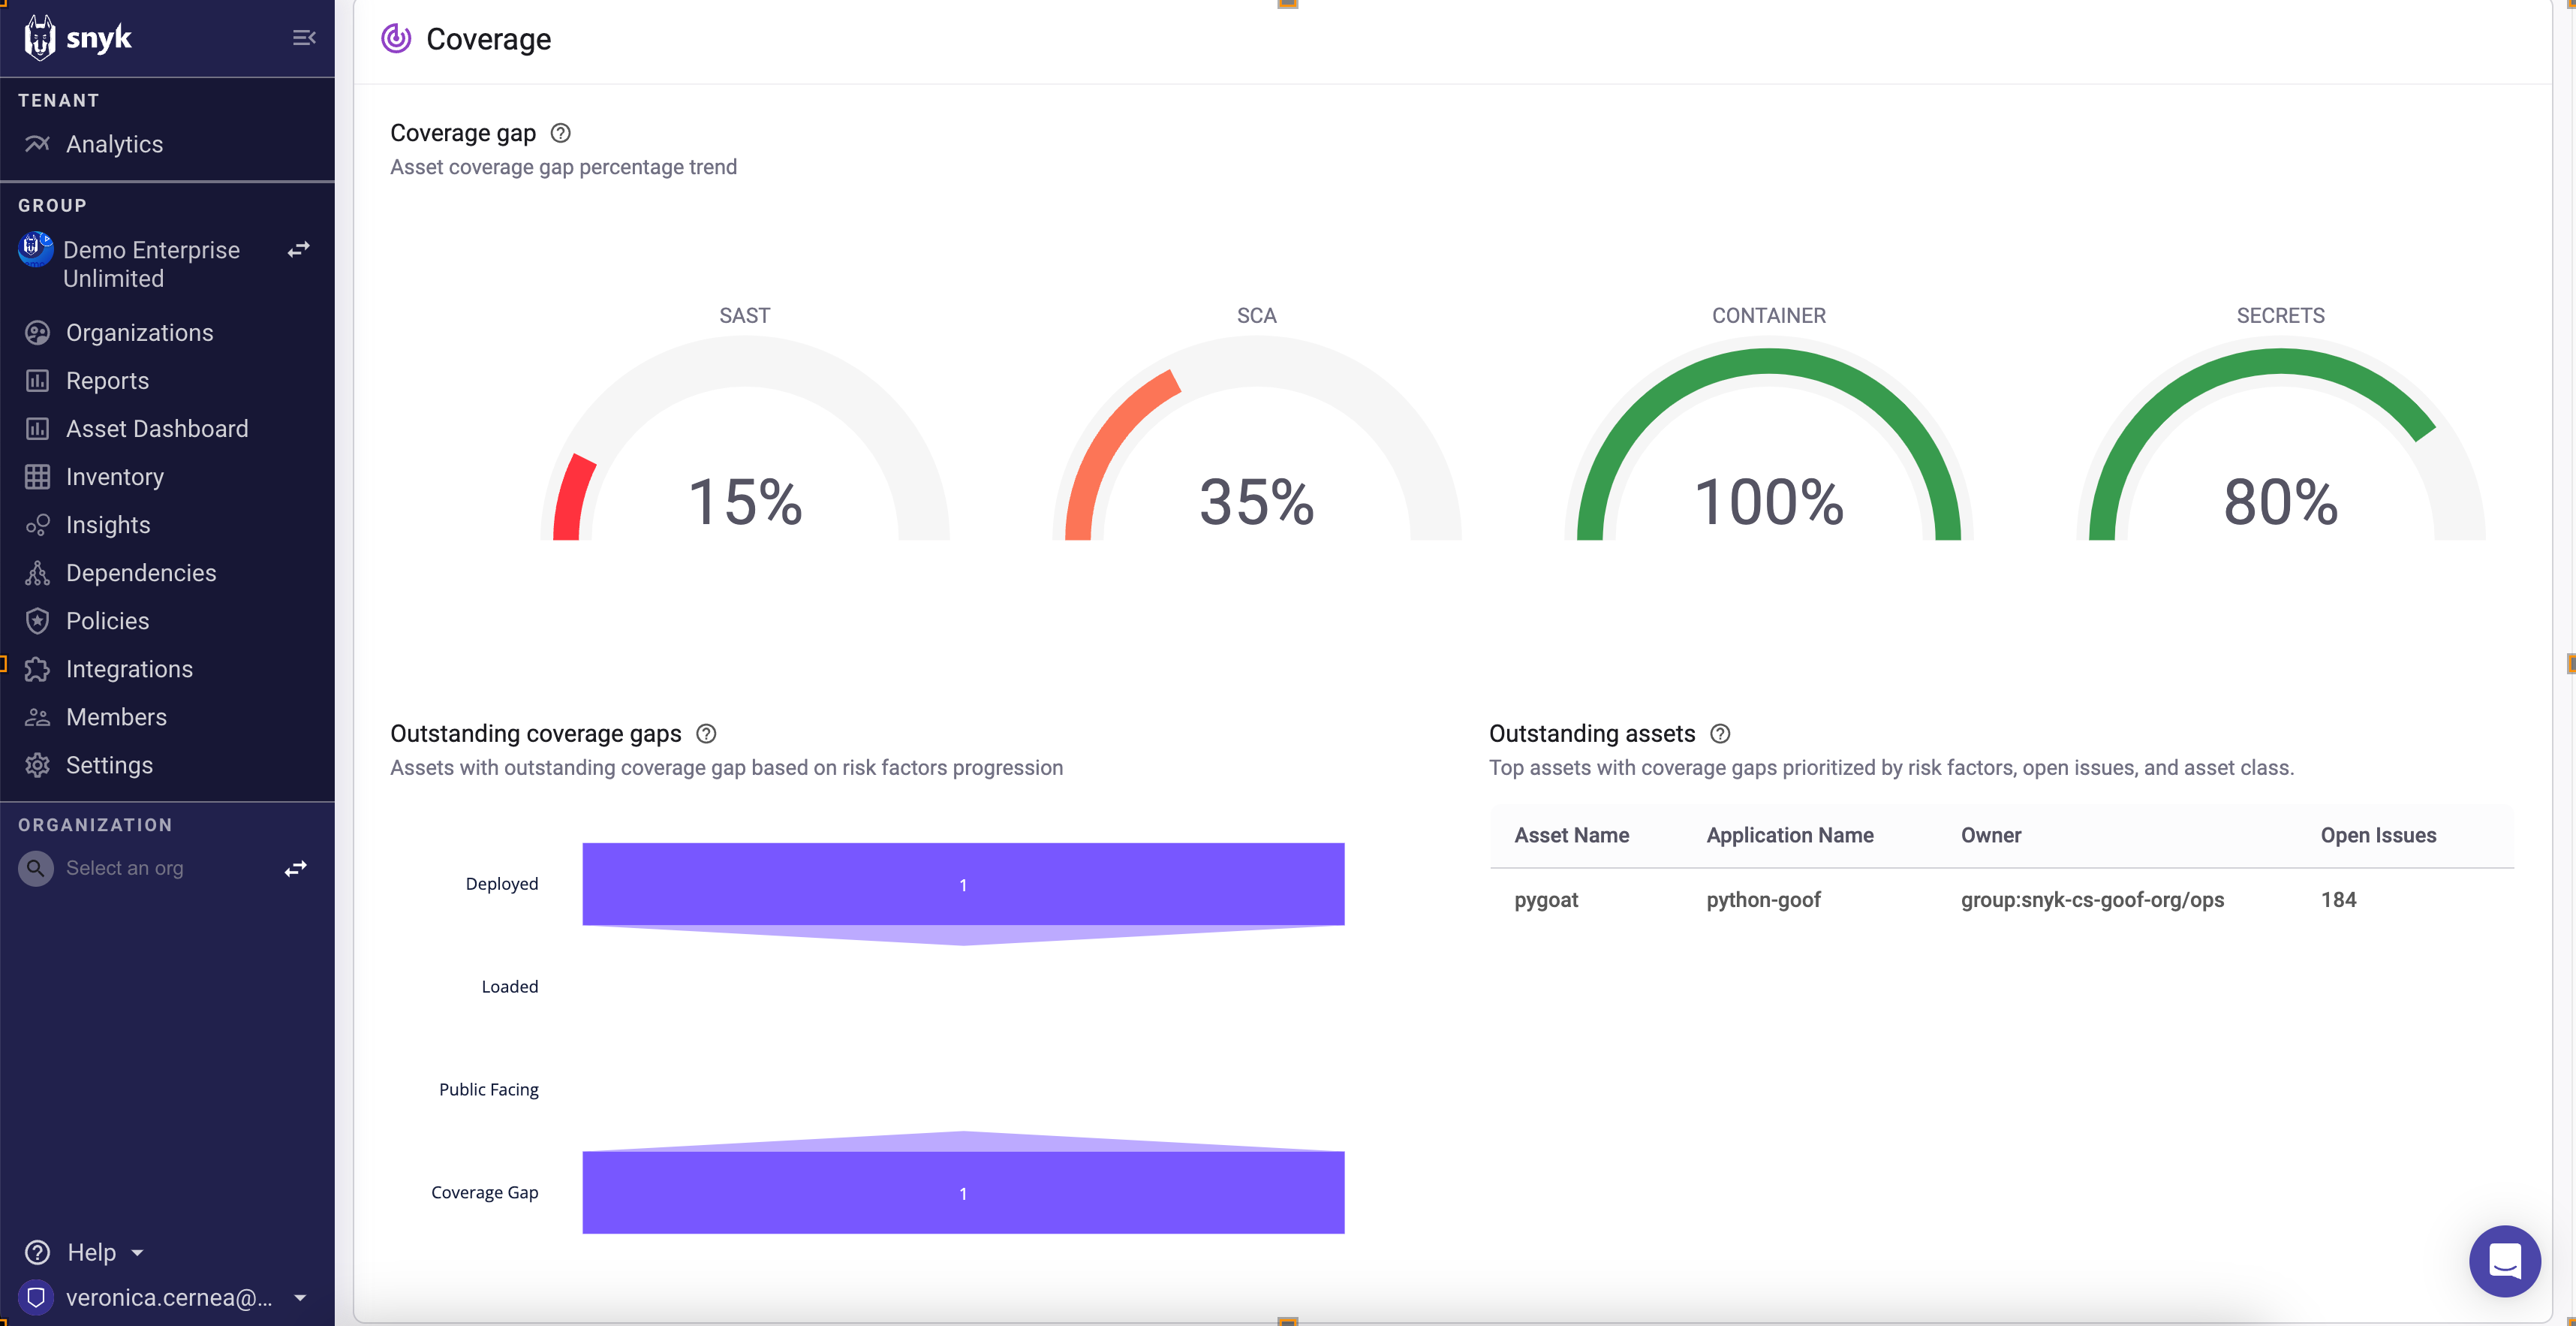 snyk
TENANT
Analytics
GROUP
Demo Enterprise
Unlimited
Organizations
Reports
Asset Dashboard
Inventory
Insights
Dependencies
Policies
Integrations
Members
Settings
ORGANIZATION
Select an org
Help
veronica.cernea@...
Coverage
Coverage gap
Asset coverage gap percentage trend
SAST
15%
SCA
35%
CONTAINER
100%
SECRETS
80%
Outstanding coverage gaps
Assets with outstanding coverage gap based on risk factors progression
Deployed
1
Loaded
Public Facing
Coverage Gap
1
Outstanding assets
Top assets with coverage gaps prioritized by risk factors, open issues, and asset class.
Asset Name Application Name Owner Open Issues
pygoat python-goof group:snyk-cs-goof-org/ops 184